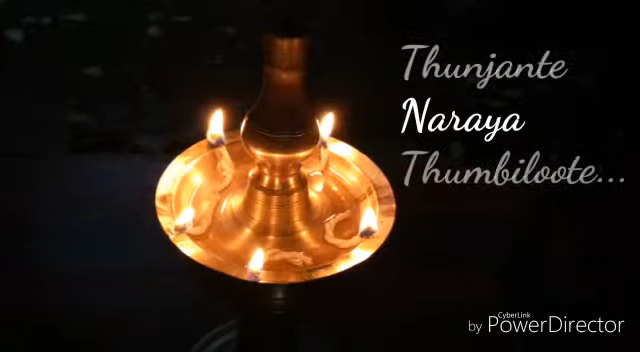 Thunjante
Naraya
Thumbiloote...
by CyberLink PowerDirector